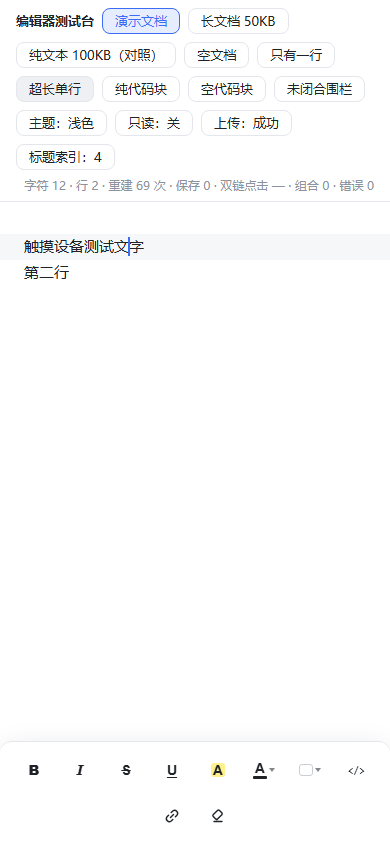 编辑器测试台 演示文档 长文档 50KB
纯文本 100KB（对照） 空文档 只有一行
超长单行 纯代码块 空代码块 未闭合围栏
主题：浅色 只读：关 上传：成功
标题索引：4
字符 12 · 行 2 · 重建 69 次 · 保存 0 · 双链点击 — · 组合 0 · 错误 0
触摸设备测试文字
第二行
B I S U A A </>